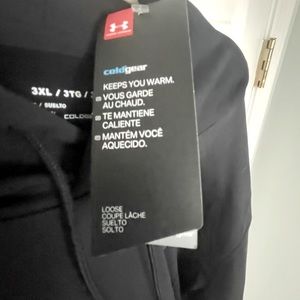 coldgear
KEEPS YOU WARM.
VOUS GARDE
AU CHAUD.
TE MANTIENE
CALIENTE
MANTÉM VOCÊ
AQUECIDO.
LOOSE
COUPE LÂCHE
SUELTO
SOLTO
3XL / 3TG /
/ SUELTO